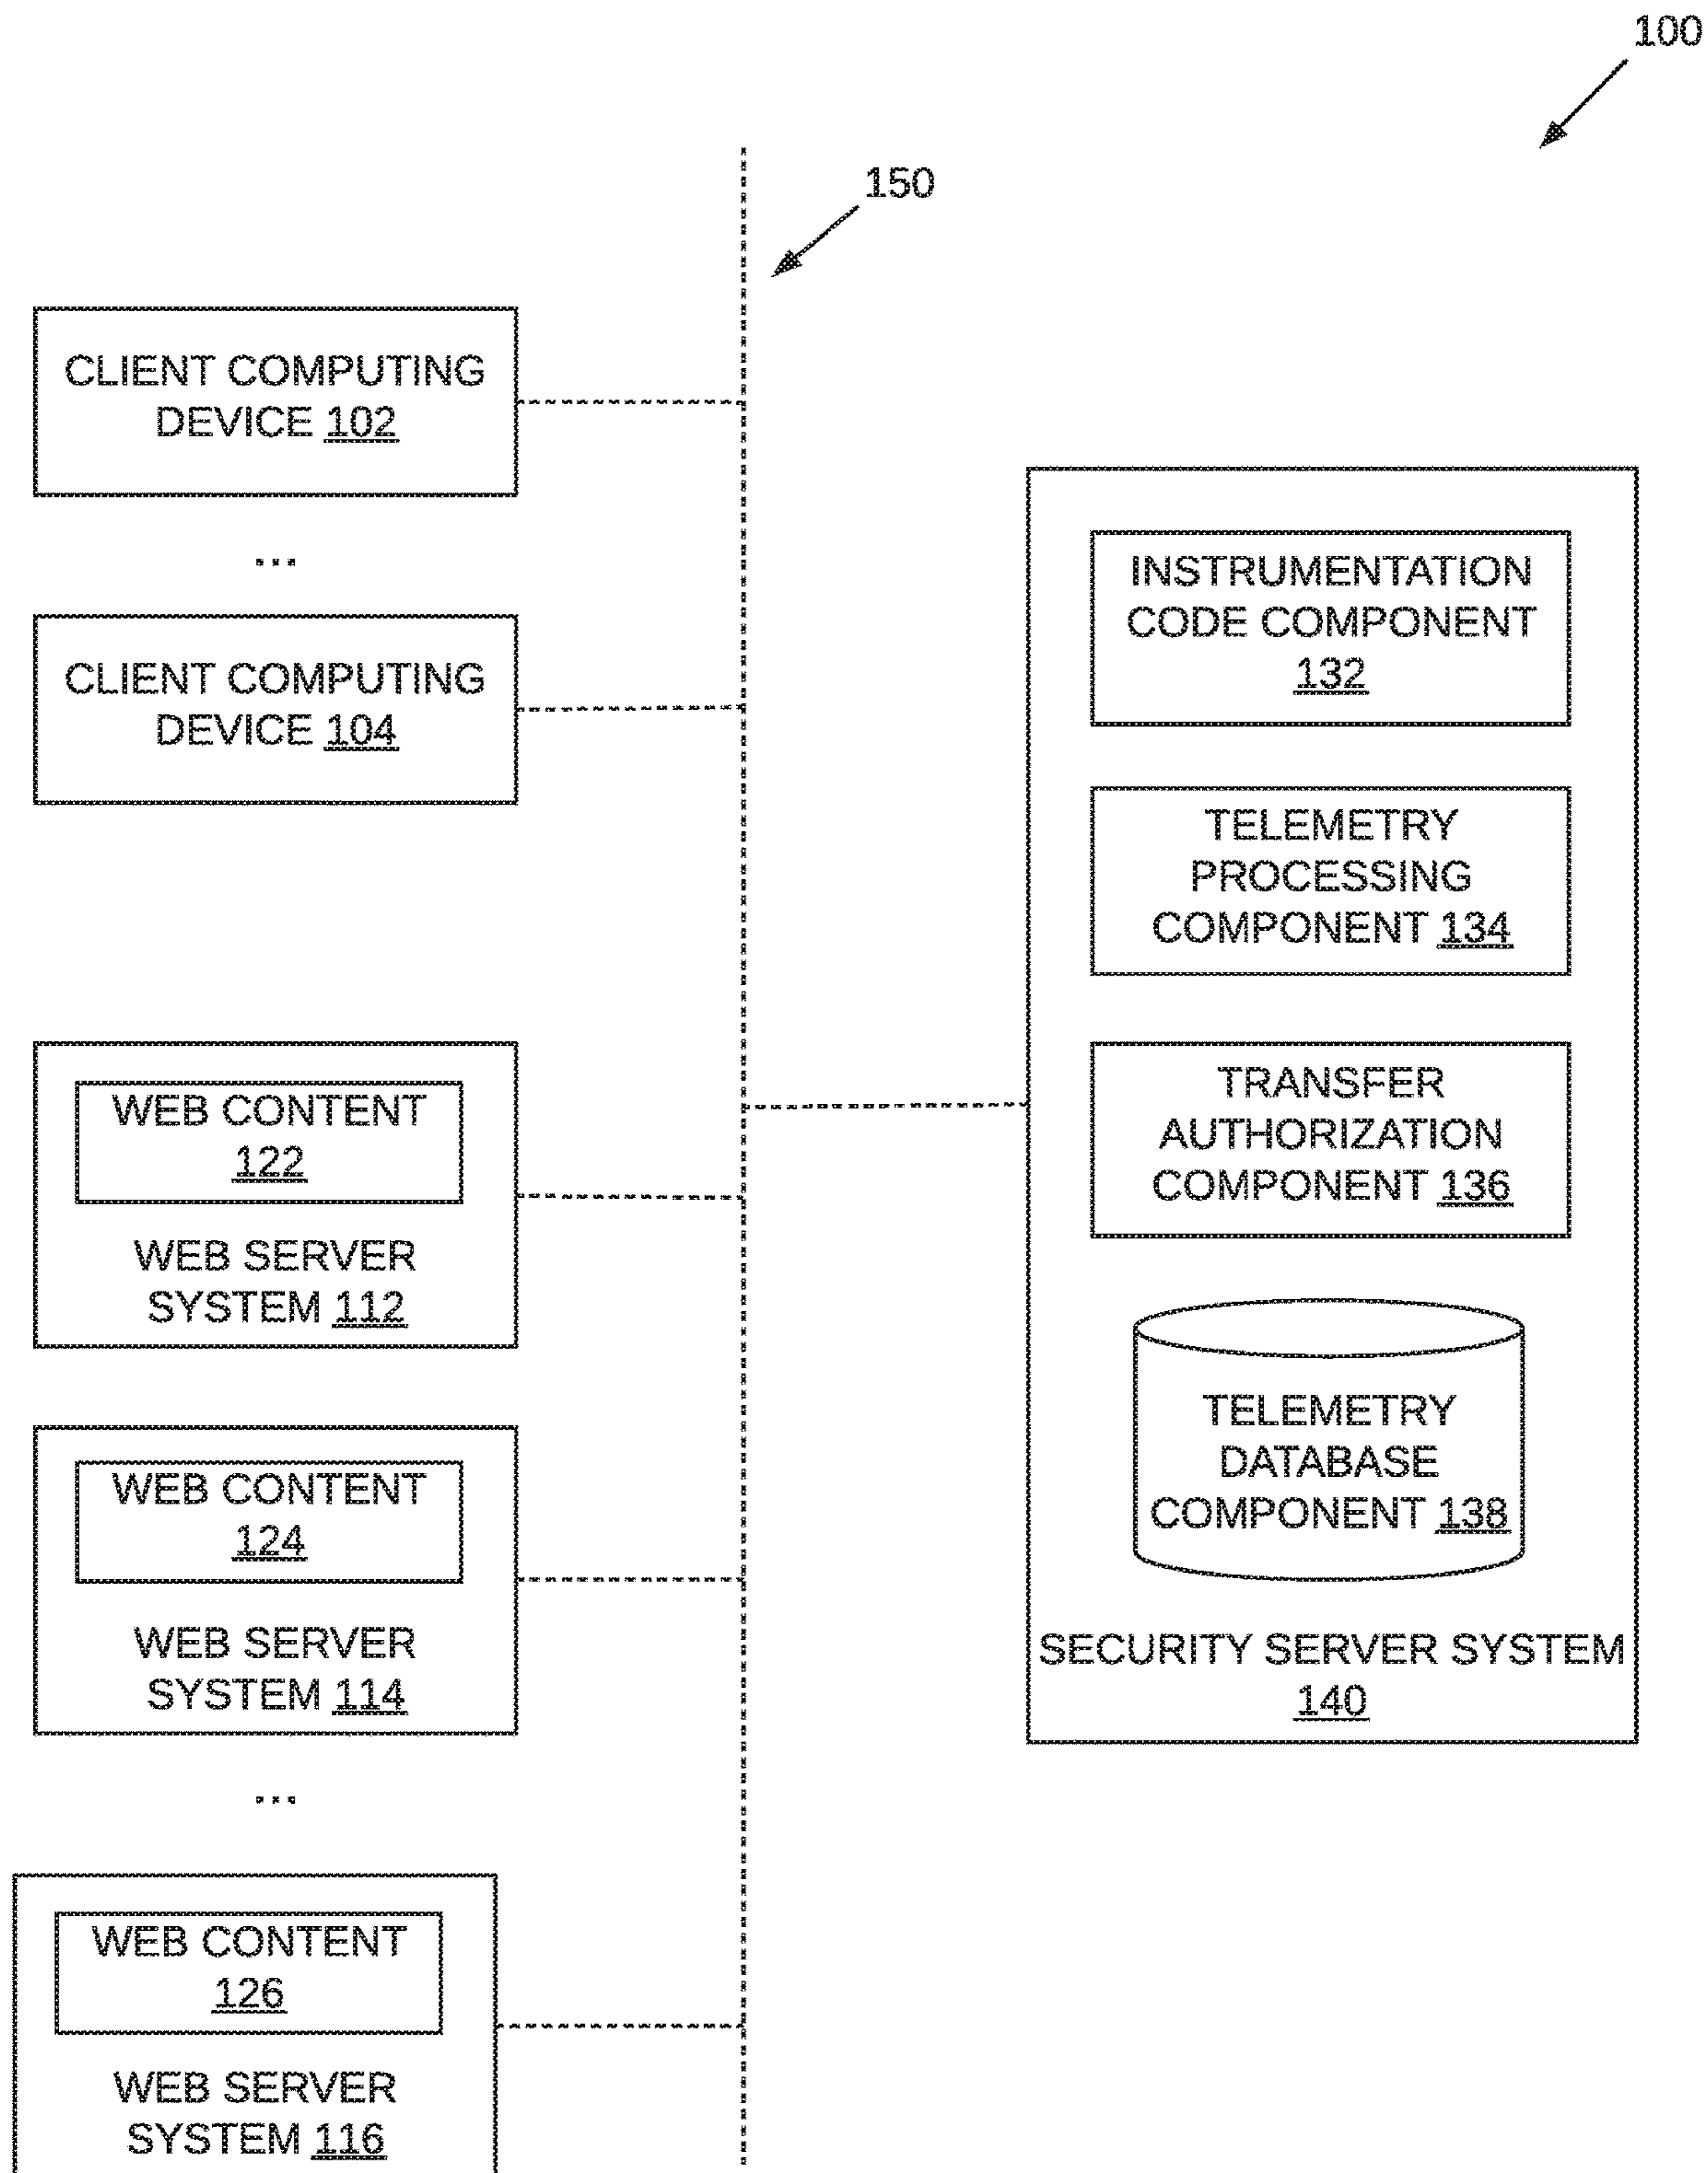 100
150
CLIENT COMPUTING
DEVICE 102
...
CLIENT COMPUTING
DEVICE 104
WEB CONTENT
122
WEB SERVER
SYSTEM 112
WEB CONTENT
124
WEB SERVER
SYSTEM 114
...
WEB CONTENT
126
WEB SERVER
SYSTEM 116
INSTRUMENTATION
CODE COMPONENT
132
TELEMETRY
PROCESSING
COMPONENT 134
TRANSFER
AUTHORIZATION
COMPONENT 136
TELEMETRY
DATABASE
COMPONENT 138
SECURITY SERVER SYSTEM
140